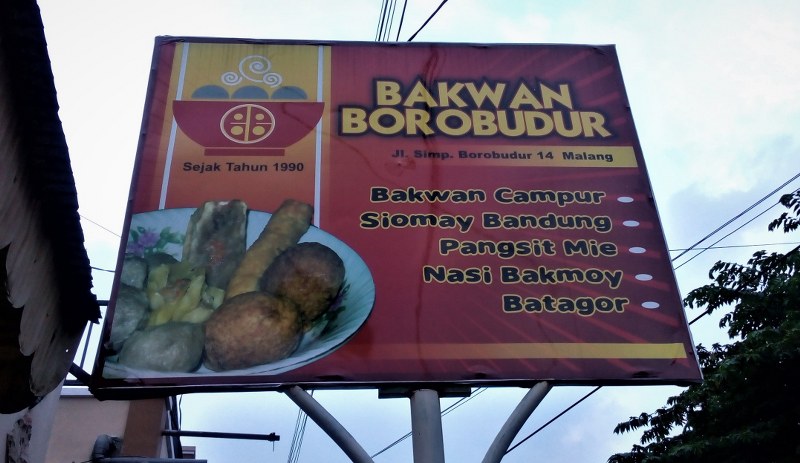 BAKWAN
BOROBUDUR
Jl. Simp. Borobudur 14 Malang
Sejak Tahun 1990
Bakwan Campur
Siomay Bandung
Pangsit Mie
Nasi Bakmoy
Batagor